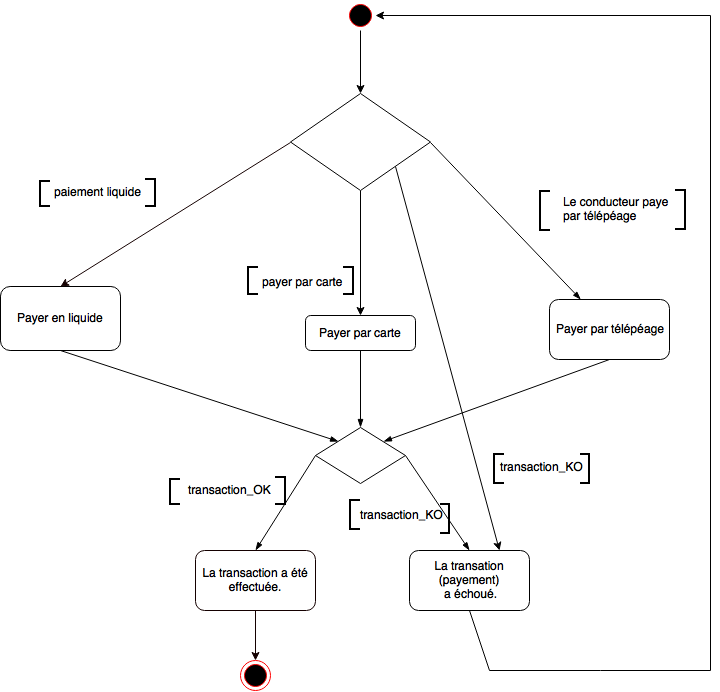 paiement liquide
Le conducteur paye
par télépéage
payer par carte
Payer en liquide
Payer par carte
Payer par télépéage
transaction_OK
transaction_KO
transaction_KO
La transaction a été
effectuée.
La transation
(payement)
a échoué.